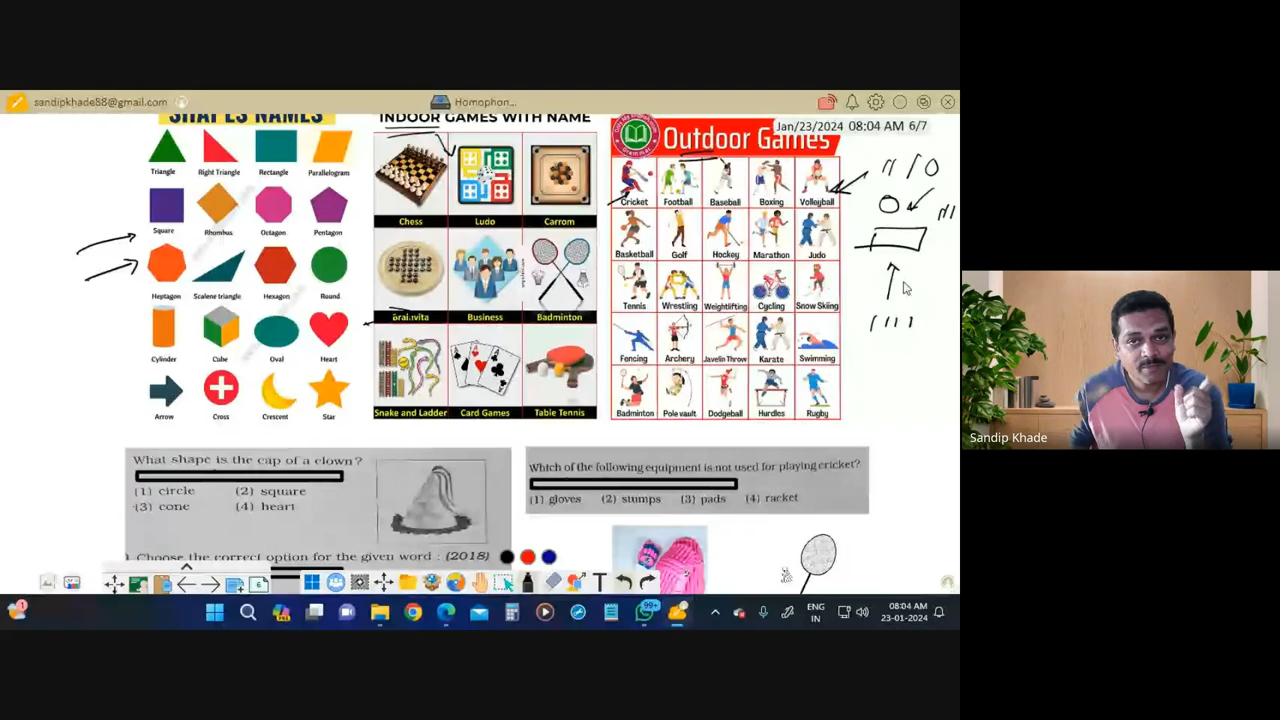 sandipkhade88@gmail.com
Homophon...
SHAPES NAMES
Triangle Right Triangle Rectangle Parallelogram
Square Rhombus Octagon Pentagon
Heptagon Scalene triangle Hexagon Round
Cylinder Cube Oval Heart
Arrow Cross Crescent Star
INDOOR GAMES WITH NAME
Chess Ludo Carrom
Brainvita Business Badminton
Snake and Ladder Card Games Table Tennis
Outdoor Games
Jan/23/2024 08:04 AM 6/7
Cricket Football Baseball Boxing Volleyball
Basketball Golf Hockey Marathon Judo
Tennis Wrestling Weightlifting Cycling Snow Skiing
Fencing Archery Javelin Throw Karate Swimming
Badminton Pole vault Dodgeball Hurdles Rugby
What shape is the cap of a clown?
(1) circle (2) square
(3) cone (4) heart
Choose the correct option for the given word : (2018)
Which of the following equipment is not used for playing cricket?
(1) gloves (2) stumps (3) pads (4) racket
Sandip Khade
6
T
1
99+
ENG
IN
08:04 AM
23-01-2024